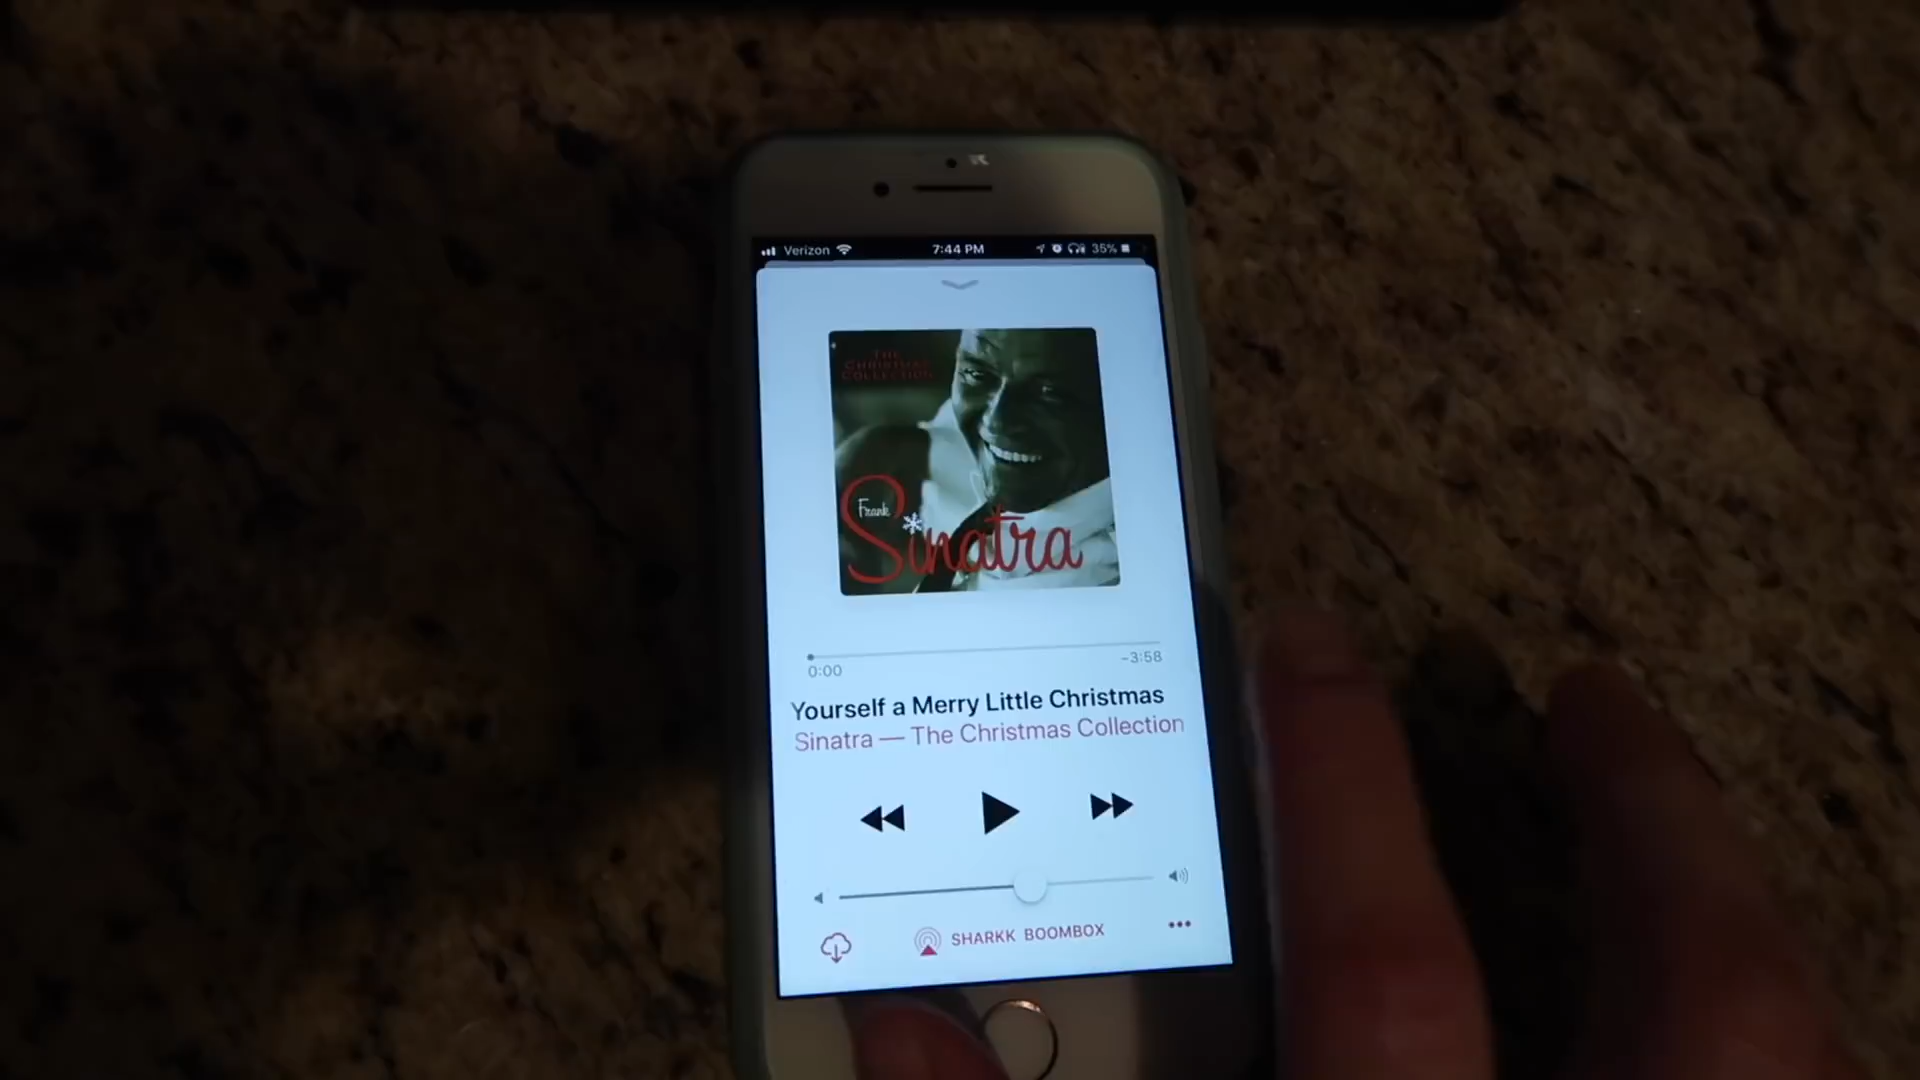 Verizon 7:44 PM 35%
THE
CHRISTMAS
COLLECTION
Frank
Sinatra
0:00 -3:58
Yourself a Merry Little Christmas
Sinatra — The Christmas Collection
SHARKK BOOMBOX